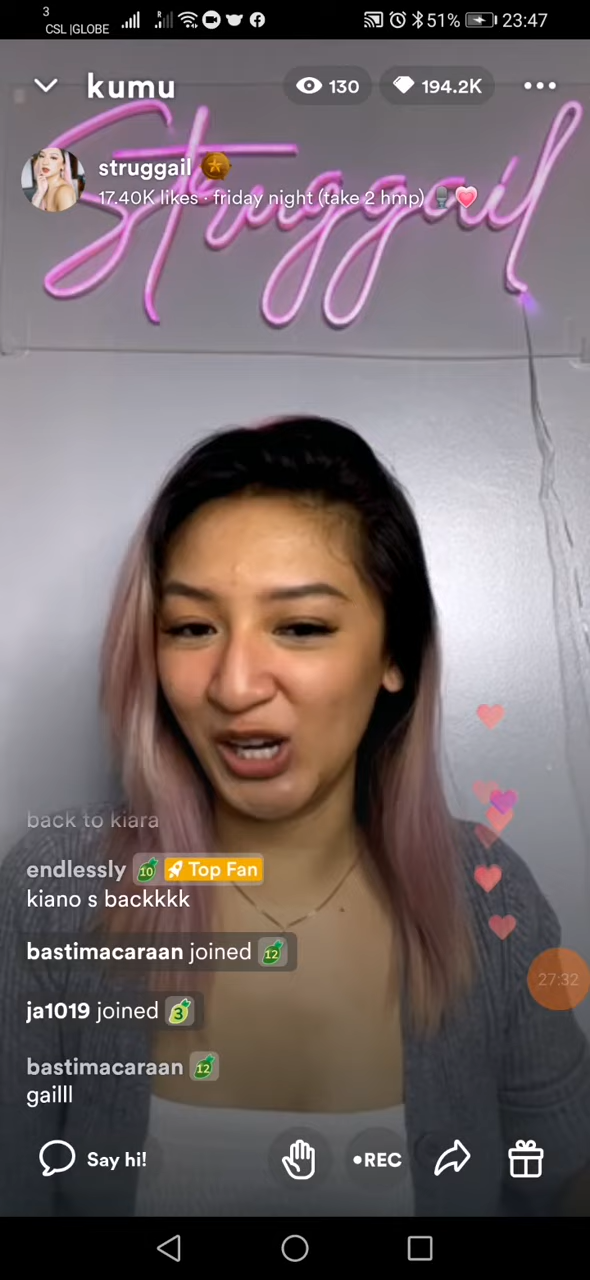 3
CSL |GLOBE
51%
23:47
kumu
130
194.2K
Struggail
struggail
17.40K likes · friday night (take 2 hmp) 🎙️💗
back to kiara
endlessly 10 Top Fan
kiano s backkkk
bastimacaraan joined 12
ja1019 joined 3
27:32
bastimacaraan 12
gailll
Say hi!
•REC